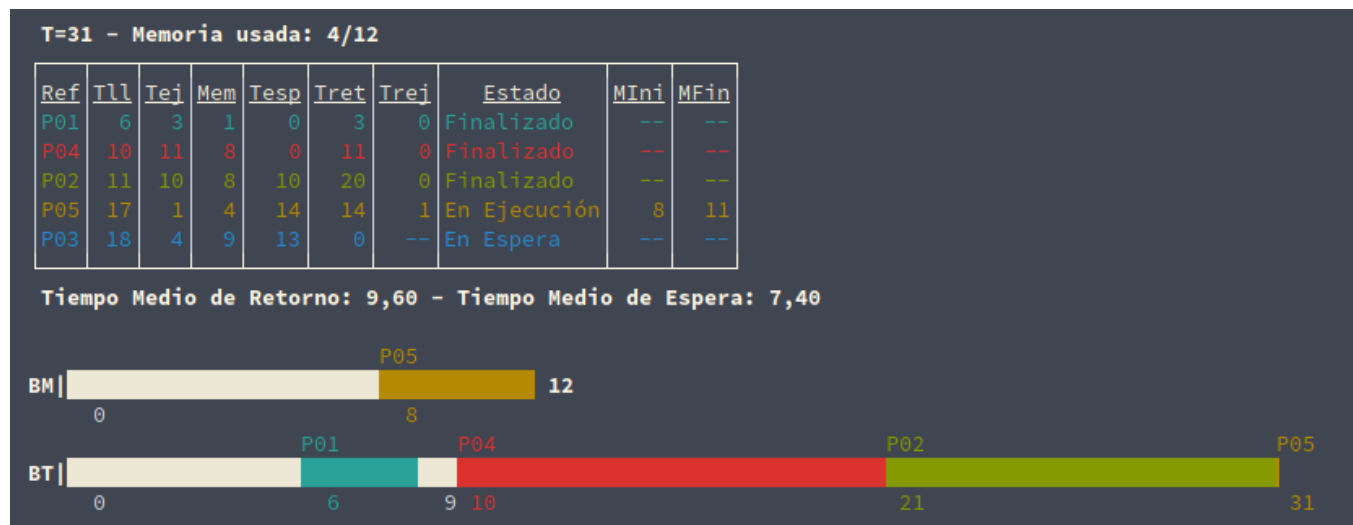 T=31 – Memoria usada: 4/12
Ref Tll Tej Mem Tesp Tret Trej Estado MIni MFin
P01 6 3 1 0 3 0 Finalizado -- --
P04 10 11 8 0 11 0 Finalizado -- --
P02 11 10 8 10 20 0 Finalizado -- --
P05 17 1 4 14 14 1 En Ejecución 8 11
P03 18 4 9 13 0 -- En Espera -- --
Tiempo Medio de Retorno: 9,60 – Tiempo Medio de Espera: 7,40
P05
BM| 12
0 8
P01 P04 P02 P05
BT|
0 6 9 10 21 31